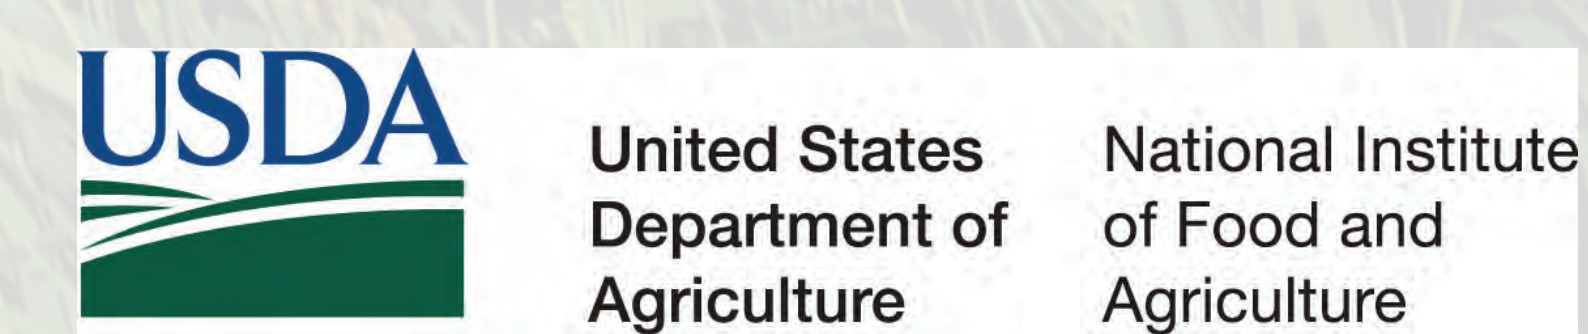 USDA
United States
Department of
Agriculture
National Institute
of Food and
Agriculture